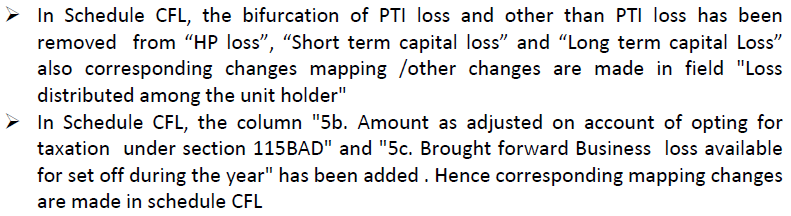 ➢ In Schedule CFL, the bifurcation of PTI loss and other than PTI loss has been
removed from “HP loss”, “Short term capital loss” and “Long term capital Loss”
also corresponding changes mapping /other changes are made in field "Loss
distributed among the unit holder"
➢ In Schedule CFL, the column "5b. Amount as adjusted on account of opting for
taxation under section 115BAD" and "5c. Brought forward Business loss available
for set off during the year" has been added . Hence corresponding mapping changes
are made in schedule CFL